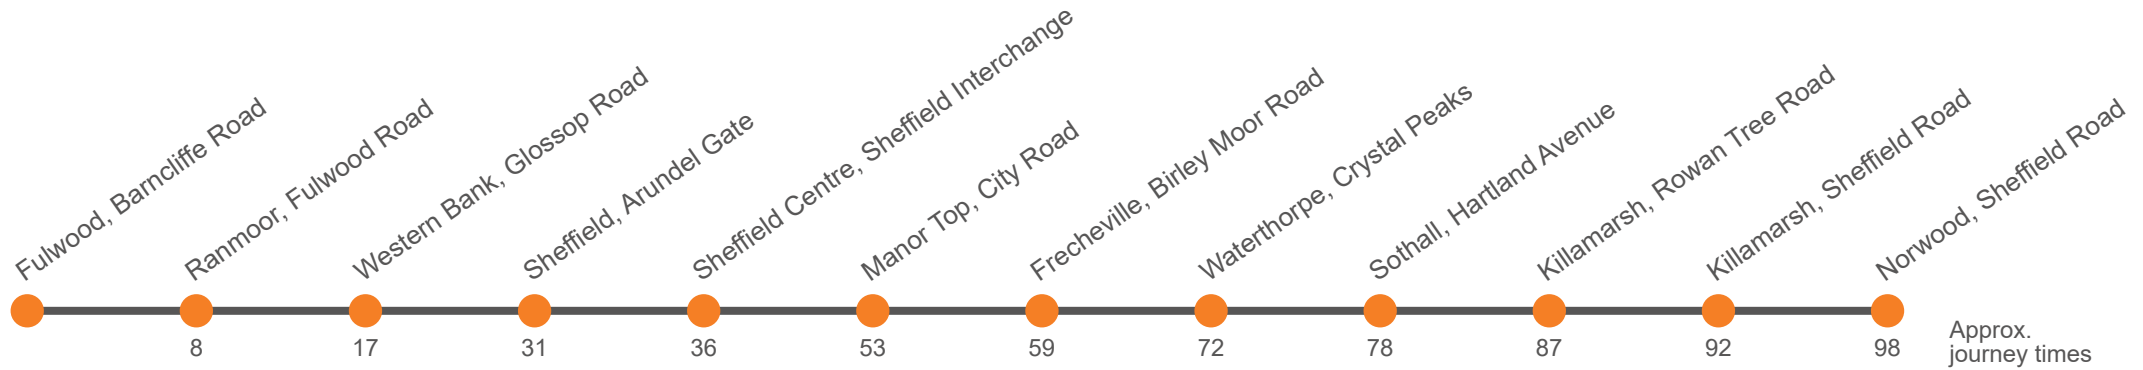 Fulwood, Barncliffe Road
Ranmoor, Fulwood Road
Western Bank, Glossop Road
Sheffield, Arundel Gate
Sheffield Centre, Sheffield Interchange
Manor Top, City Road
Frecheville, Birley Moor Road
Waterthorpe, Crystal Peaks
Sothall, Hartland Avenue
Killamarsh, Rowan Tree Road
Killamarsh, Sheffield Road
Norwood, Sheffield Road
8 17 31 36 53 59 72 78 87 92 98
Approx.
journey times